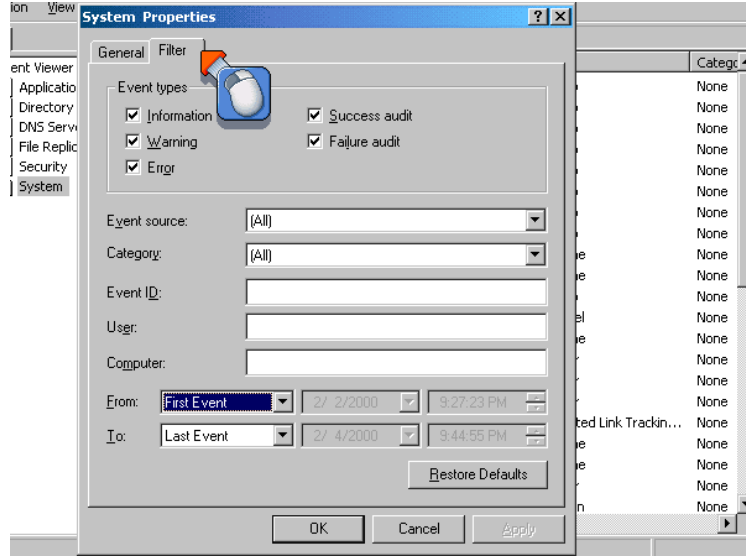 ion View
System Properties
ent Viewer
Applicatio
Directory
DNS Serve
File Replic
Security
System
General Filter
Event types
Information Success audit
Warning Failure audit
Error
Event source: (All)
Category: (All)
Event ID:
User:
Computer:
From: First Event 2/ 2/2000 9:27:23 PM
To: Last Event 2/ 4/2000 9:44:55 PM
Restore Defaults
OK Cancel Apply
Catego
None
None
None
None
None
None
None
None
e None
e None
None
el None
e None
None
None
None
ted Link Trackin... None
e None
e None
None
n None